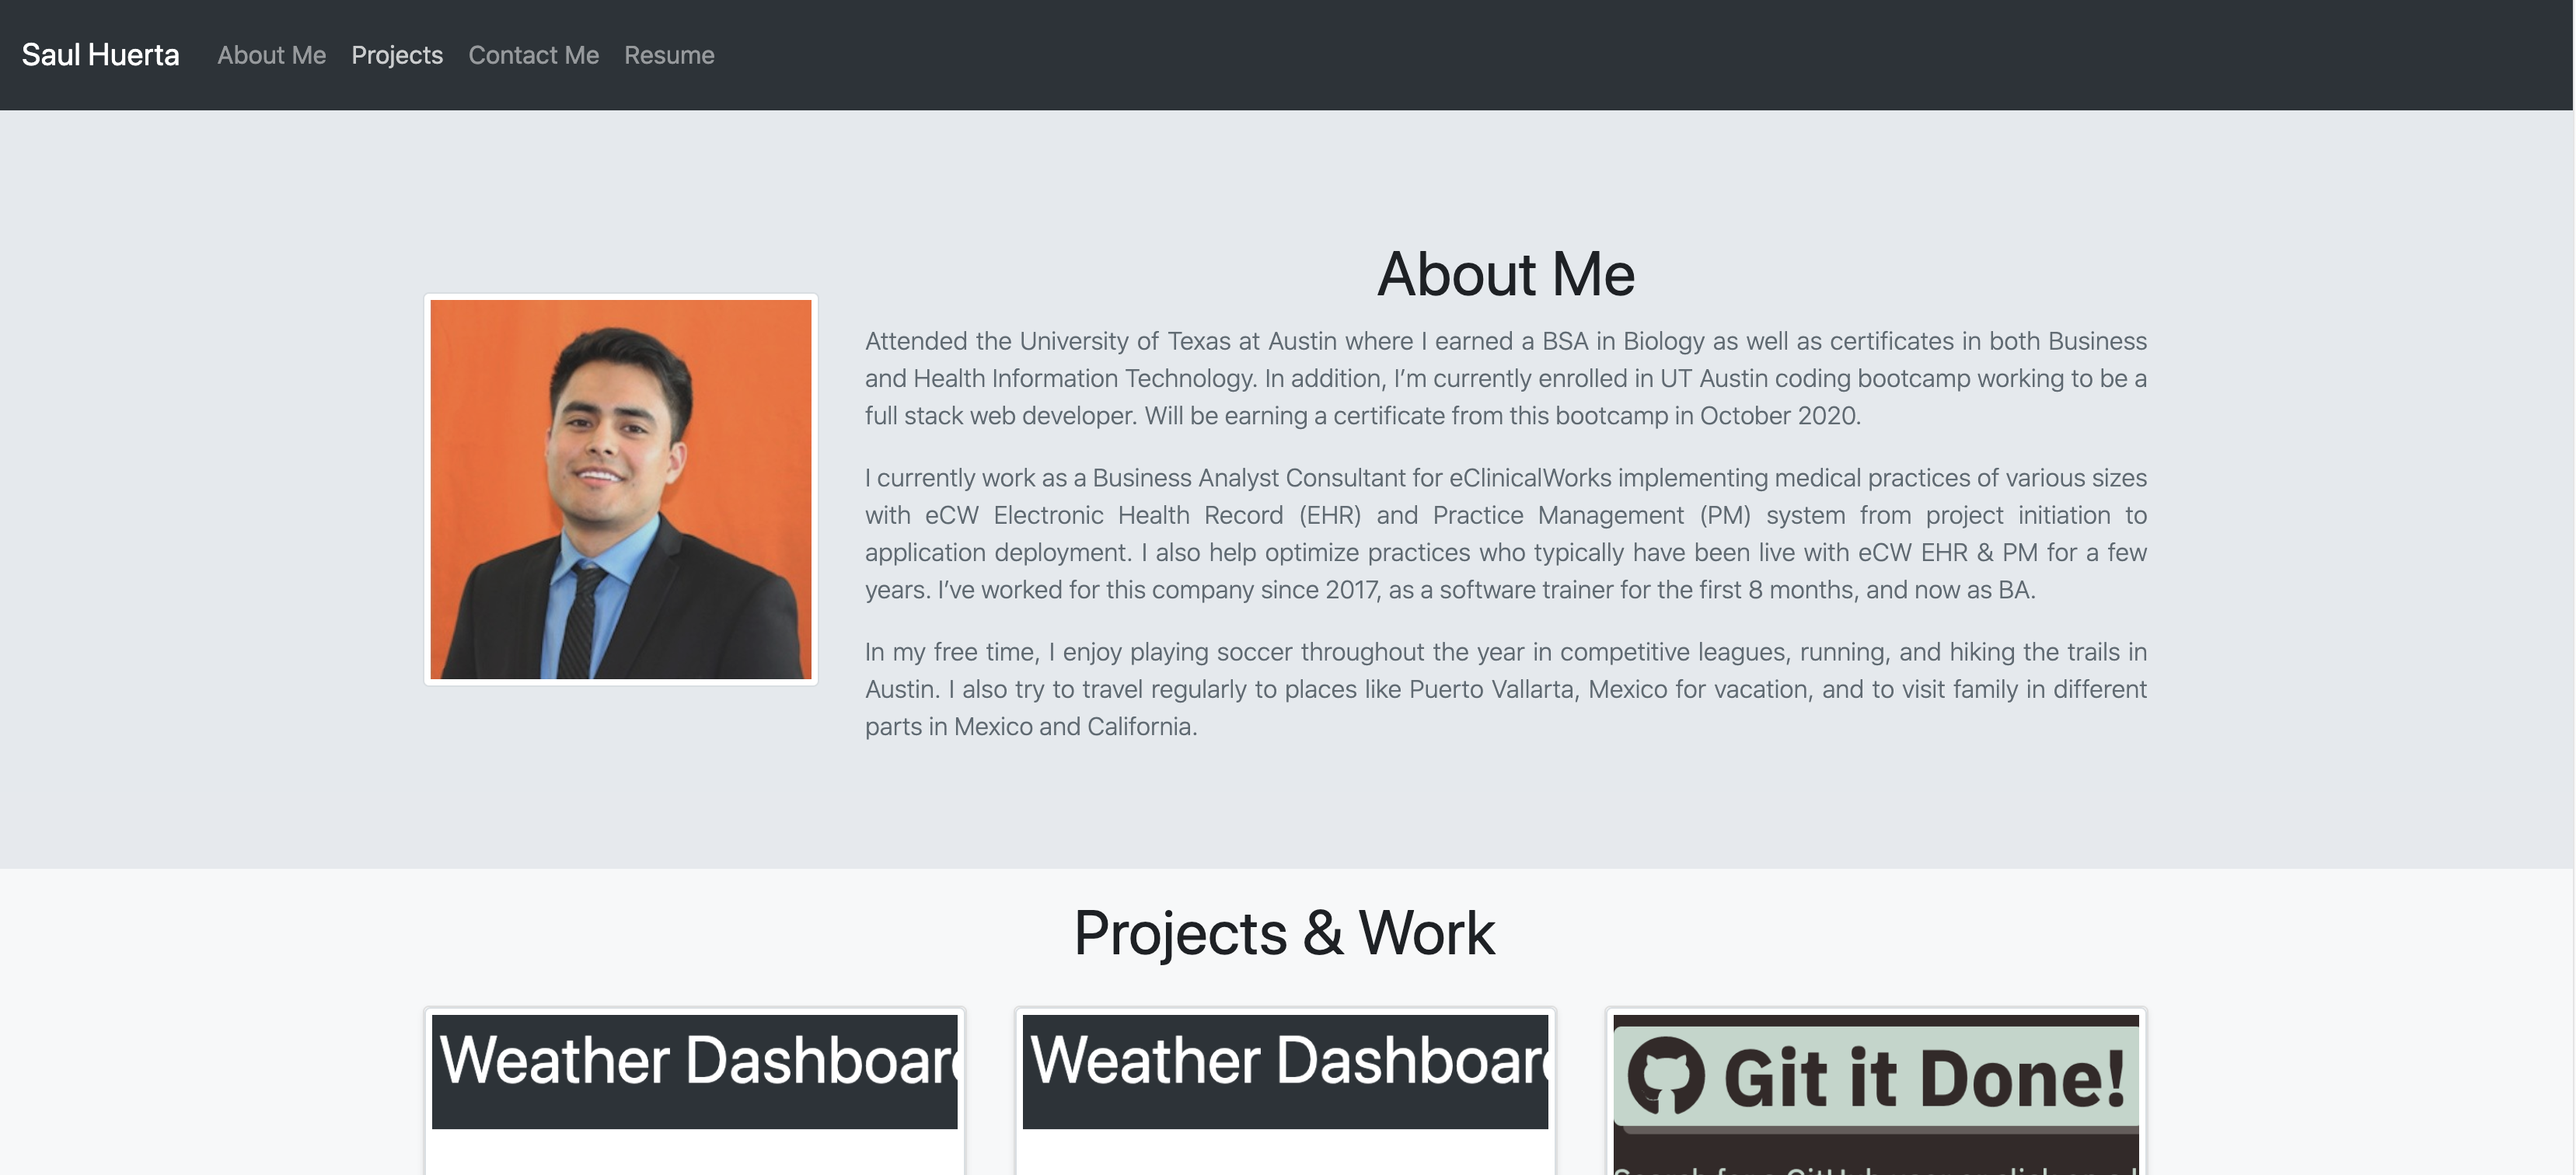 Saul Huerta About Me Projects Contact Me Resume
About Me
Attended the University of Texas at Austin where I earned a BSA in Biology as well as certificates in both Business
and Health Information Technology. In addition, I’m currently enrolled in UT Austin coding bootcamp working to be a
full stack web developer. Will be earning a certificate from this bootcamp in October 2020.
I currently work as a Business Analyst Consultant for eClinicalWorks implementing medical practices of various sizes
with eCW Electronic Health Record (EHR) and Practice Management (PM) system from project initiation to
application deployment. I also help optimize practices who typically have been live with eCW EHR & PM for a few
years. I’ve worked for this company since 2017, as a software trainer for the first 8 months, and now as BA.
In my free time, I enjoy playing soccer throughout the year in competitive leagues, running, and hiking the trails in
Austin. I also try to travel regularly to places like Puerto Vallarta, Mexico for vacation, and to visit family in different
parts in Mexico and California.
Projects & Work
Weather Dashboard
Weather Dashboard
Git it Done!